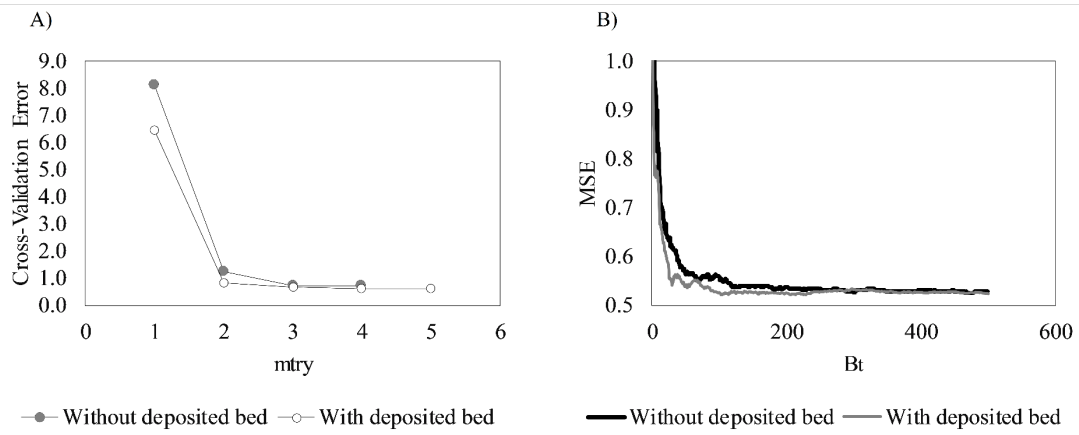 A)
9.0
8.0
7.0
6.0
5.0
4.0
3.0
2.0
1.0
0.0
Cross-Validation Error
0 1 2 3 4 5 6
mtry
Without deposited bed With deposited bed
B)
1.0
0.9
0.8
0.7
0.6
0.5
MSE
0 200 400 600
Bt
Without deposited bed With deposited bed